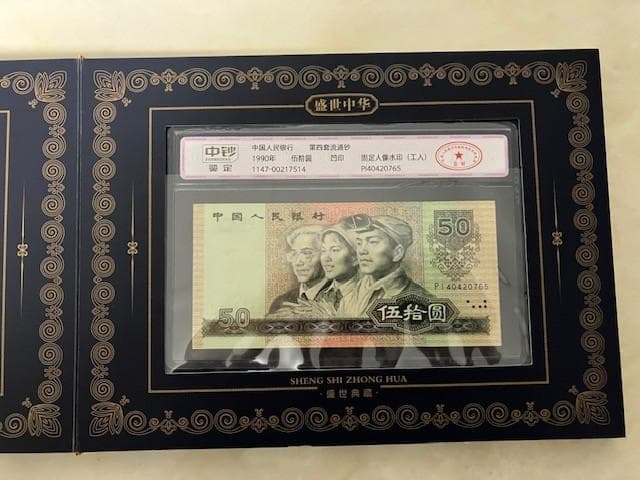 盛世中华
中钞
鉴定
中国人民银行 第四套流通钞
1990年 伍拾圆 凹印 固定人像水印(工人)
1147-00217514 PI40420765
中国人民银行
50
PI40420765
50
伍拾圆
SHENG SHI ZHONG HUA
·盛世典藏·